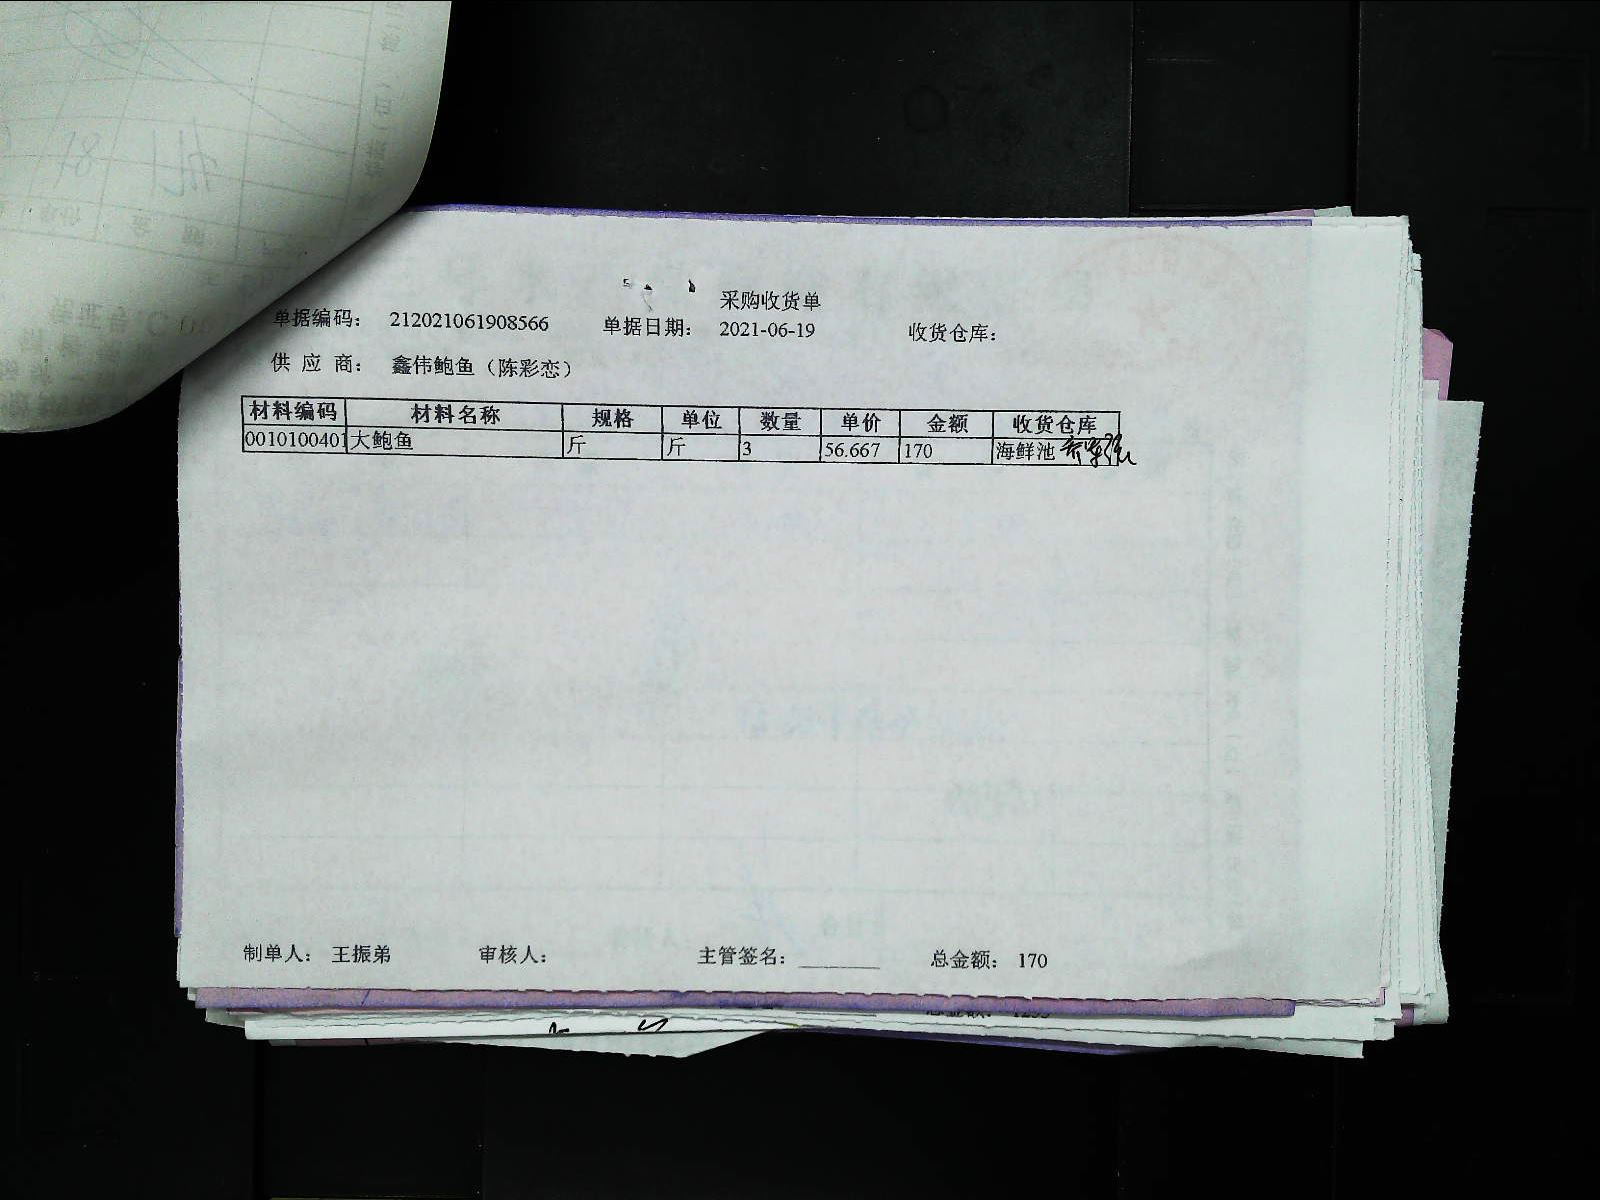 采购收货单
单据编码： 212021061908566 单据日期： 2021-06-19 收货仓库：
供 应 商： 鑫伟鲍鱼（陈彩恋）
材料编码 材料名称 规格 单位 数量 单价 金额 收货仓库
0010100401 大鲍鱼 斤 斤 3 56.667 170 海鲜池
制单人： 王振弟 审核人： 主管签名： 总金额： 170